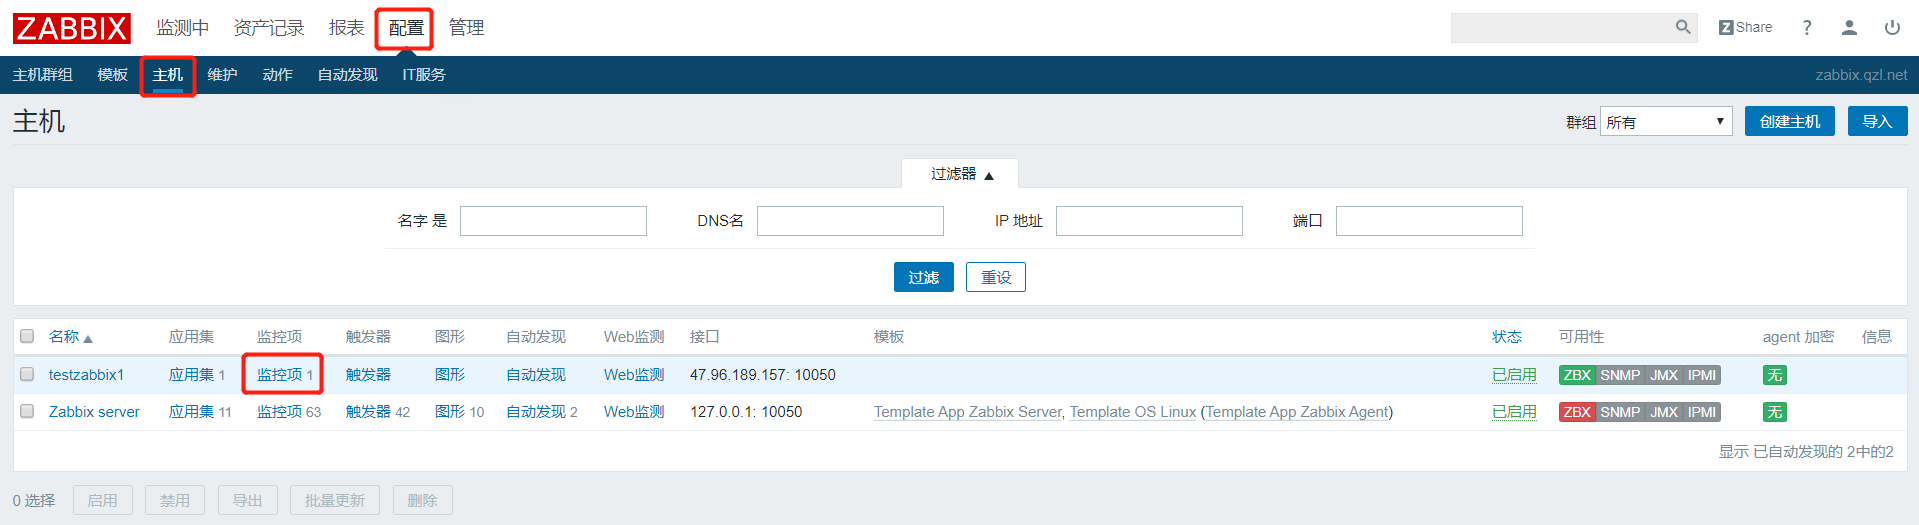 ZABBIX 监测中 资产记录 报表 配置 管理 Z Share ?
主机群组 模板 主机 维护 动作 自动发现 IT服务 zabbix.qzl.net
主机 群组 所有 创建主机 导入
过滤器
名字 是 DNS名 IP 地址 端口
过滤 重设
名称 应用集 监控项 触发器 图形 自动发现 Web监测 接口 模板 状态 可用性 agent 加密 信息
testzabbix1 应用集 1 监控项 1 触发器 图形 自动发现 Web监测 47.96.189.157: 10050 已启用 ZBX SNMP JMX IPMI 无
Zabbix server 应用集 11 监控项 63 触发器 42 图形 10 自动发现 2 Web监测 127.0.0.1: 10050 Template App Zabbix Server, Template OS Linux (Template App Zabbix Agent) 已启用 ZBX SNMP JMX IPMI 无
显示 已自动发现的 2中的2
0 选择 启用 禁用 导出 批量更新 删除